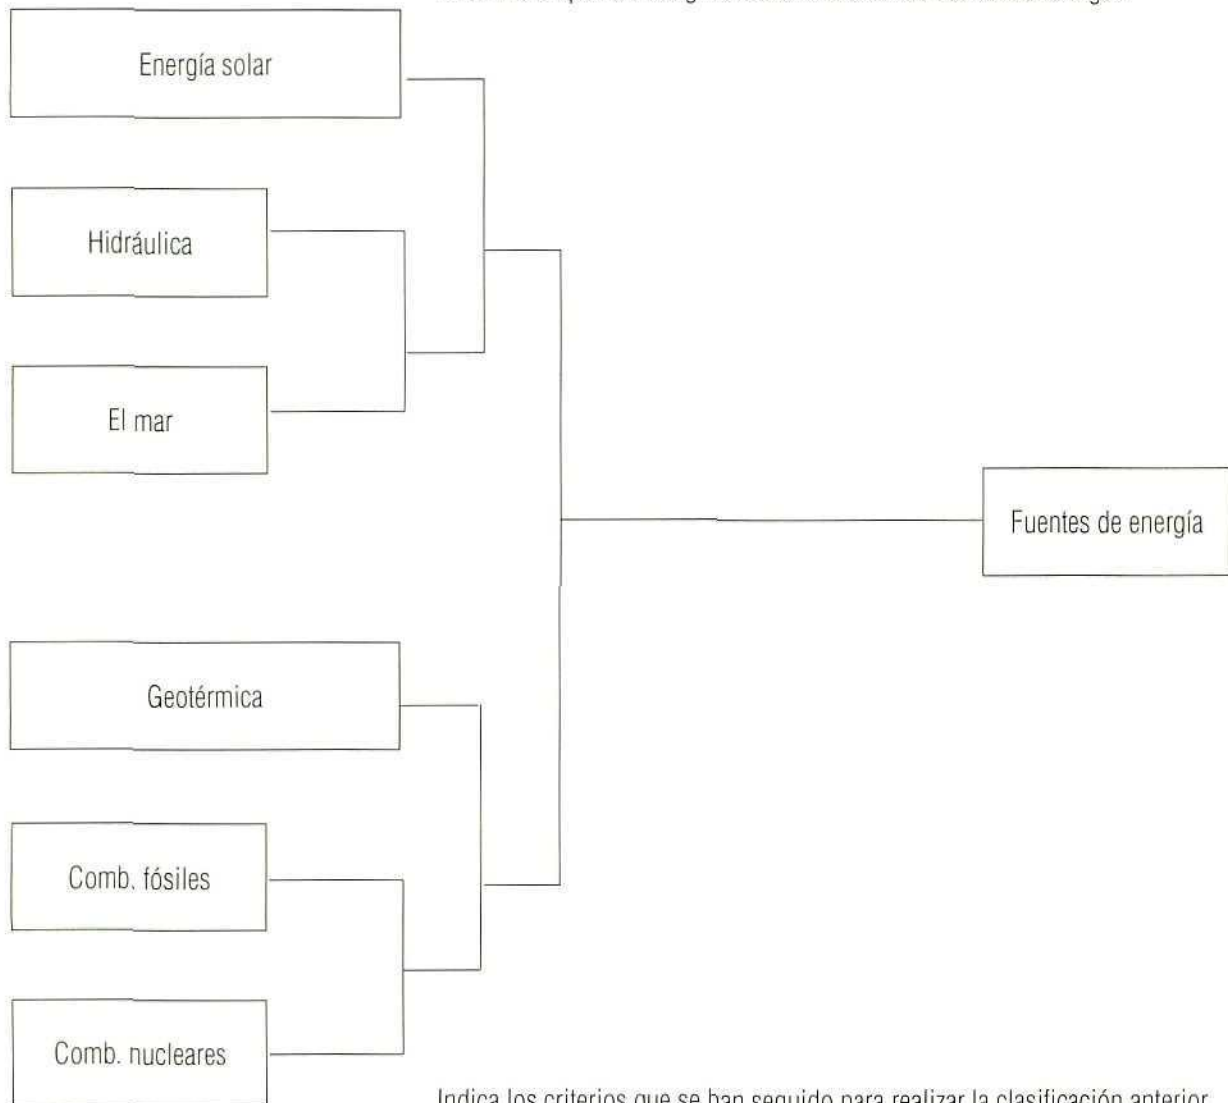 Energía solar
Hidráulica
El mar
Fuentes de energía
Geotérmica
Comb. fósiles
Comb. nucleares
Indica los criterios que se han seguido para realizar la clasificación anterior